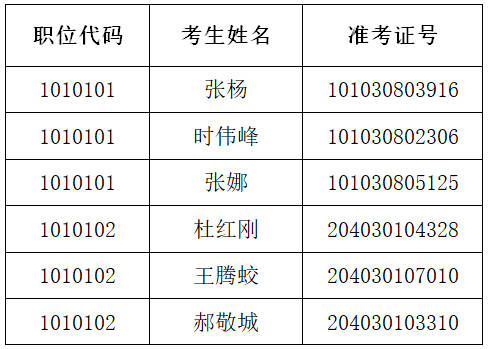 职位代码 考生姓名 准考证号
1010101 张杨 101030803916
1010101 时伟峰 101030802306
1010101 张娜 101030805125
1010102 杜红刚 204030104328
1010102 王腾蛟 204030107010
1010102 郝敬城 204030103310